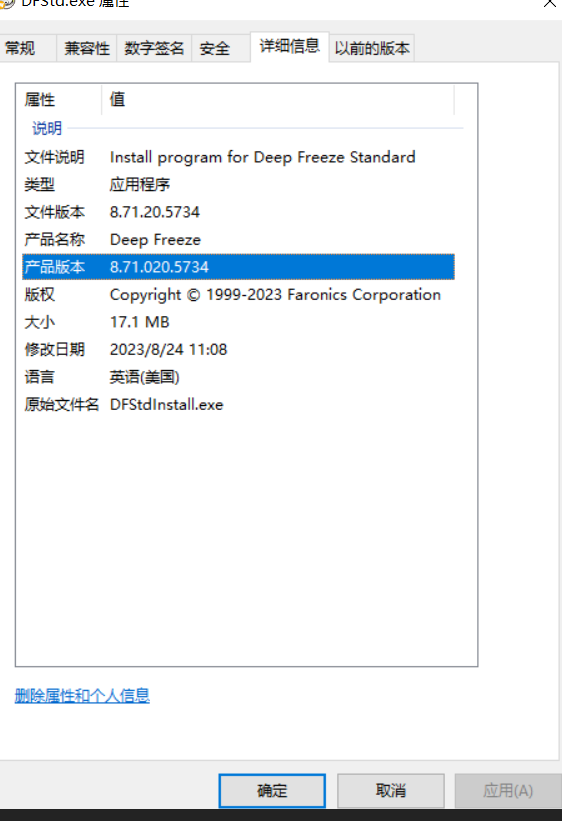 DFStd.exe 属性
常规 兼容性 数字签名 安全 详细信息 以前的版本
属性 值
说明
文件说明 Install program for Deep Freeze Standard
类型 应用程序
文件版本 8.71.20.5734
产品名称 Deep Freeze
产品版本 8.71.020.5734
版权 Copyright © 1999-2023 Faronics Corporation
大小 17.1 MB
修改日期 2023/8/24 11:08
语言 英语(美国)
原始文件名 DFStdInstall.exe
删除属性和个人信息
确定 取消 应用(A)